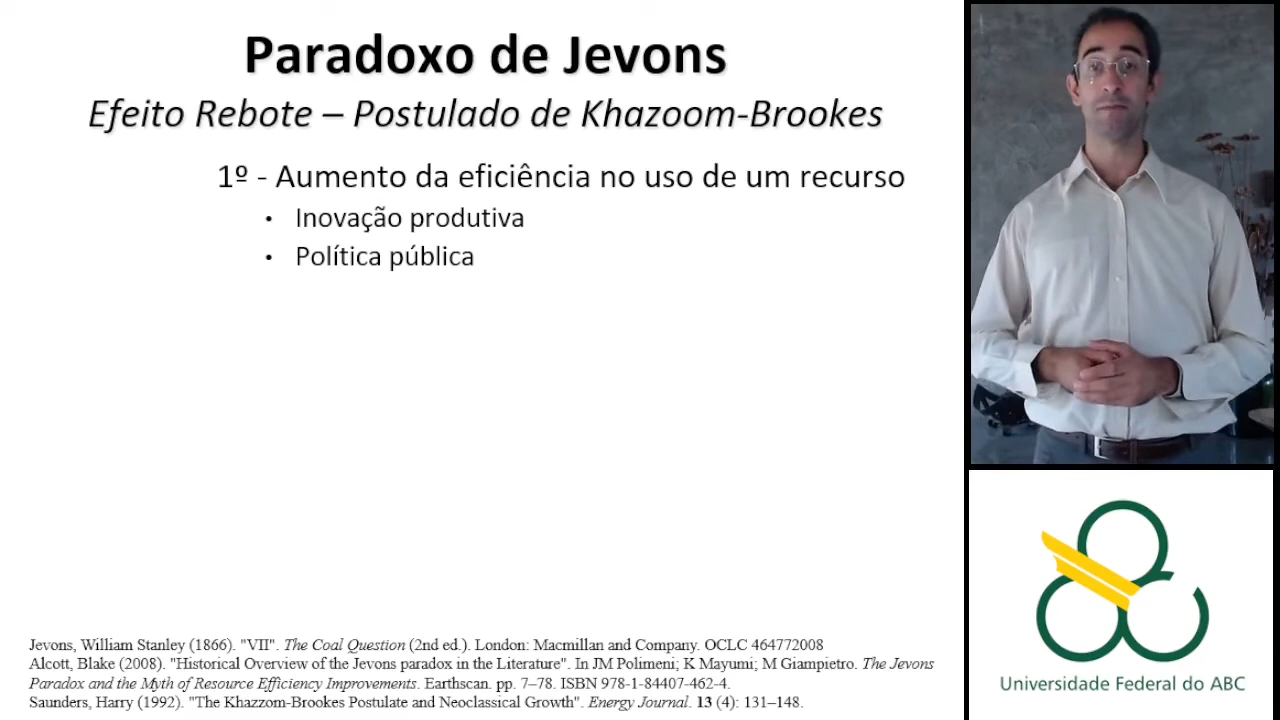 Paradoxo de Jevons
Efeito Rebote – Postulado de Khazoom-Brookes
1º - Aumento da eficiência no uso de um recurso
• Inovação produtiva
• Política pública
Jevons, William Stanley (1866). "VII". The Coal Question (2nd ed.). London: Macmillan and Company. OCLC 464772008
Alcott, Blake (2008). "Historical Overview of the Jevons paradox in the Literature". In JM Polimeni; K Mayumi; M Giampietro. The Jevons
Paradox and the Myth of Resource Efficiency Improvements. Earthscan. pp. 7–78. ISBN 978-1-84407-462-4.
Saunders, Harry (1992). "The Khazzom-Brookes Postulate and Neoclassical Growth". Energy Journal. 13 (4): 131–148.
Universidade Federal do ABC